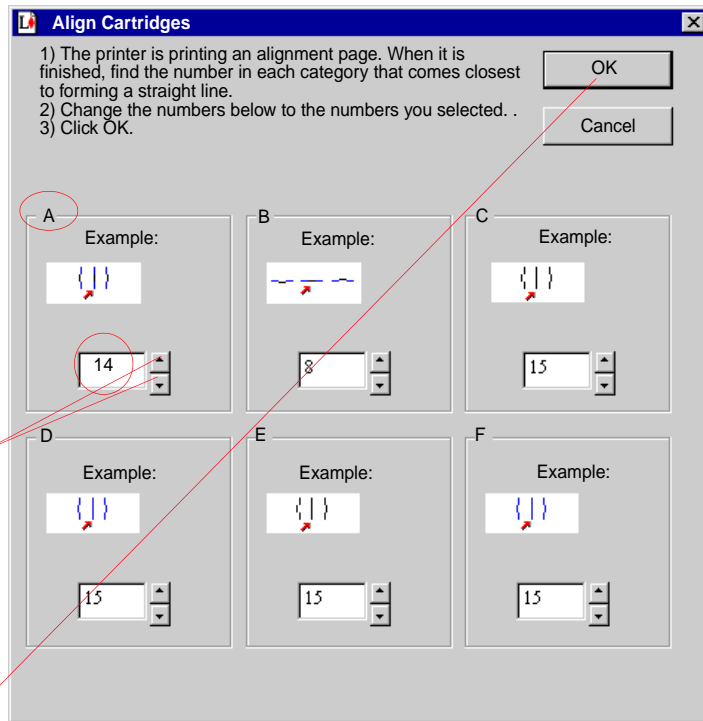 Align Cartridges
1) The printer is printing an alignment page. When it is
finished, find the number in each category that comes closest
to forming a straight line.
2) Change the numbers below to the numbers you selected. .
3) Click OK.
OK
Cancel
A
Example:
14
B
Example:
8
C
Example:
15
D
Example:
15
E
Example:
15
F
Example:
15